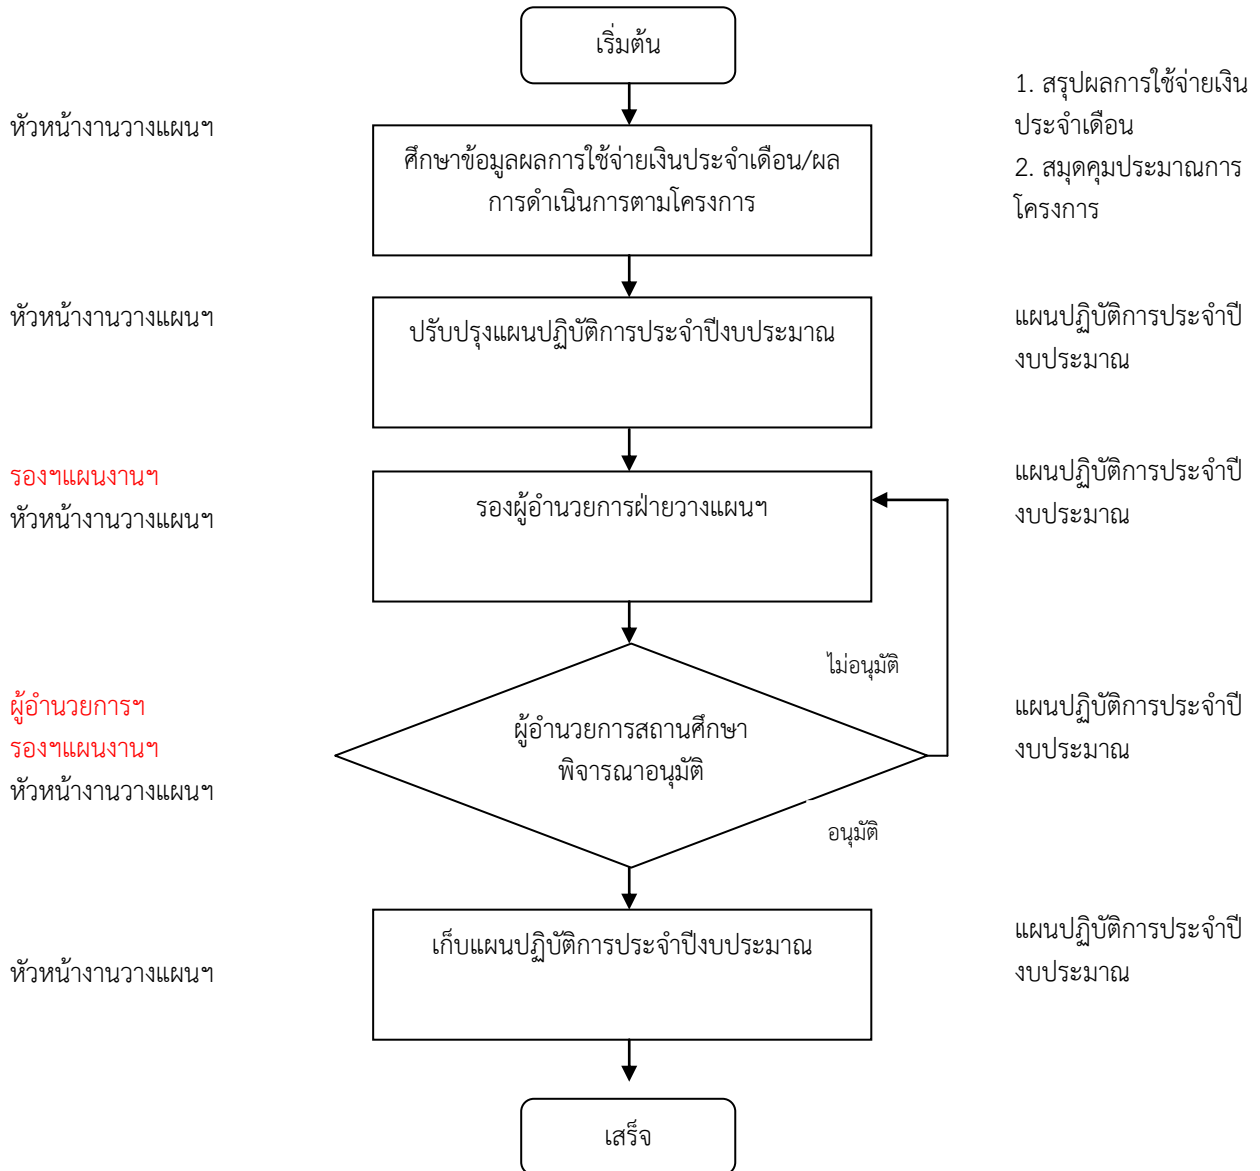 เริ่มต้น
หัวหน้างานวางแผนฯ
ศึกษาข้อมูลผลการใช้จ่ายเงินประจำเดือน/ผล
การดำเนินการตามโครงการ
1. สรุปผลการใช้จ่ายเงิน
ประจำเดือน
2. สมุดคุมประมาณการ
โครงการ
หัวหน้างานวางแผนฯ
ปรับปรุงแผนปฏิบัติการประจำปีงบประมาณ
แผนปฏิบัติการประจำปี
งบประมาณ
รองฯแผนงานฯ
หัวหน้างานวางแผนฯ
รองผู้อำนวยการฝ่ายวางแผนฯ
แผนปฏิบัติการประจำปี
งบประมาณ
ไม่อนุมัติ
ผู้อำนวยการฯ
รองฯแผนงานฯ
หัวหน้างานวางแผนฯ
ผู้อำนวยการสถานศึกษา
พิจารณาอนุมัติ
แผนปฏิบัติการประจำปี
งบประมาณ
อนุมัติ
หัวหน้างานวางแผนฯ
เก็บแผนปฏิบัติการประจำปีงบประมาณ
แผนปฏิบัติการประจำปี
งบประมาณ
เสร็จ